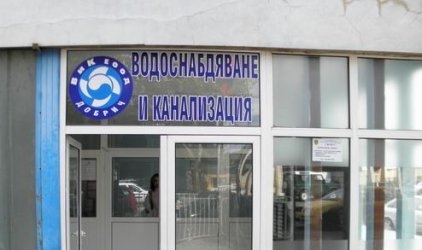 ВиК ЕООД
ДОБРИЧ
ВОДОСНАБДЯВАНЕ
И КАНАЛИЗАЦИЯ